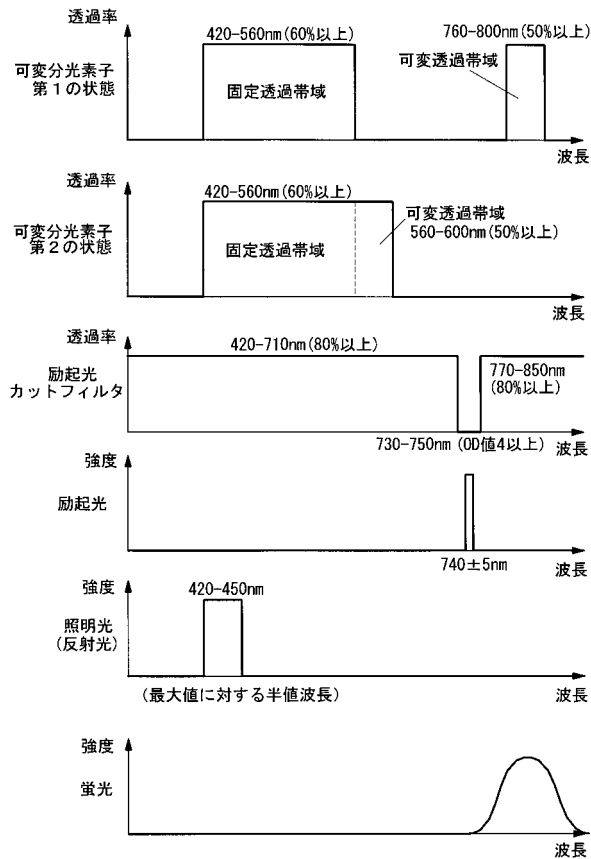 透過率
420-560nm(60%以上)
760-800nm(50%以上)
可変分光素子
第1の状態
固定透過帯域
可変透過帯域
波長
透過率
420-560nm(60%以上)
可変分光素子
第2の状態
固定透過帯域
可変透過帯域
560-600nm(50%以上)
波長
透過率
420-710nm(80%以上)
励起光
カットフィルタ
770-850nm
(80%以上)
730-750nm(OD値4以上)
波長
強度
励起光
740±5nm
波長
強度
420-450nm
照明光
(反射光)
(最大値に対する半値波長)
波長
強度
蛍光
波長